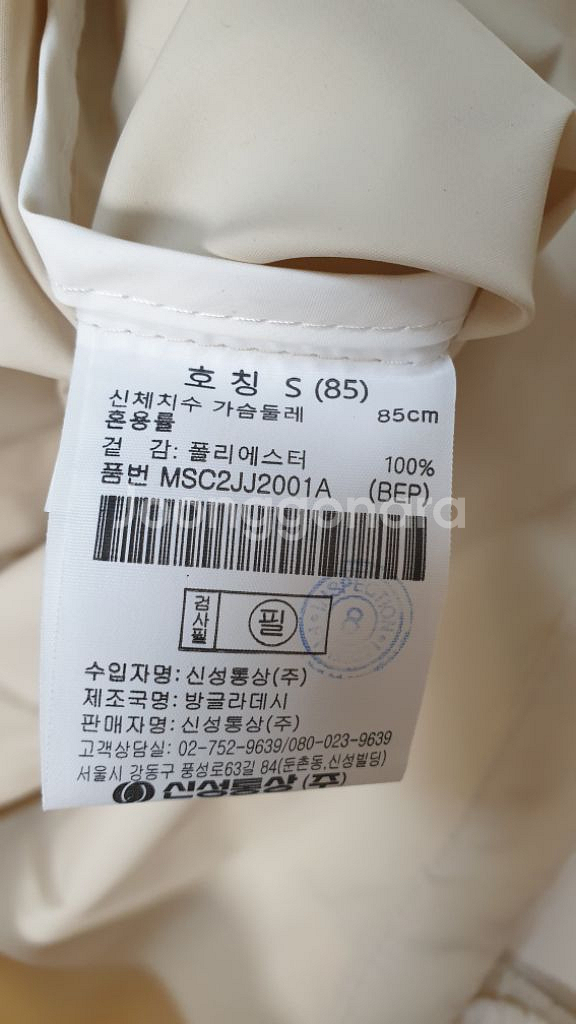 호칭 S (85)
신체치수 가슴둘레 85cm
혼용률
겉 감: 폴리에스터 100%
품번 MSC2JJ2001A (BEP)
Joonggonara
검사필 필
INSPECTION
8
수입자명: 신성통상(주)
제조국명: 방글라데시
판매자명: 신성통상(주)
고객상담실: 02-752-9639/080-023-9639
서울시 강동구 풍성로63길 84(둔촌동,신성빌딩)
신성통상(주)